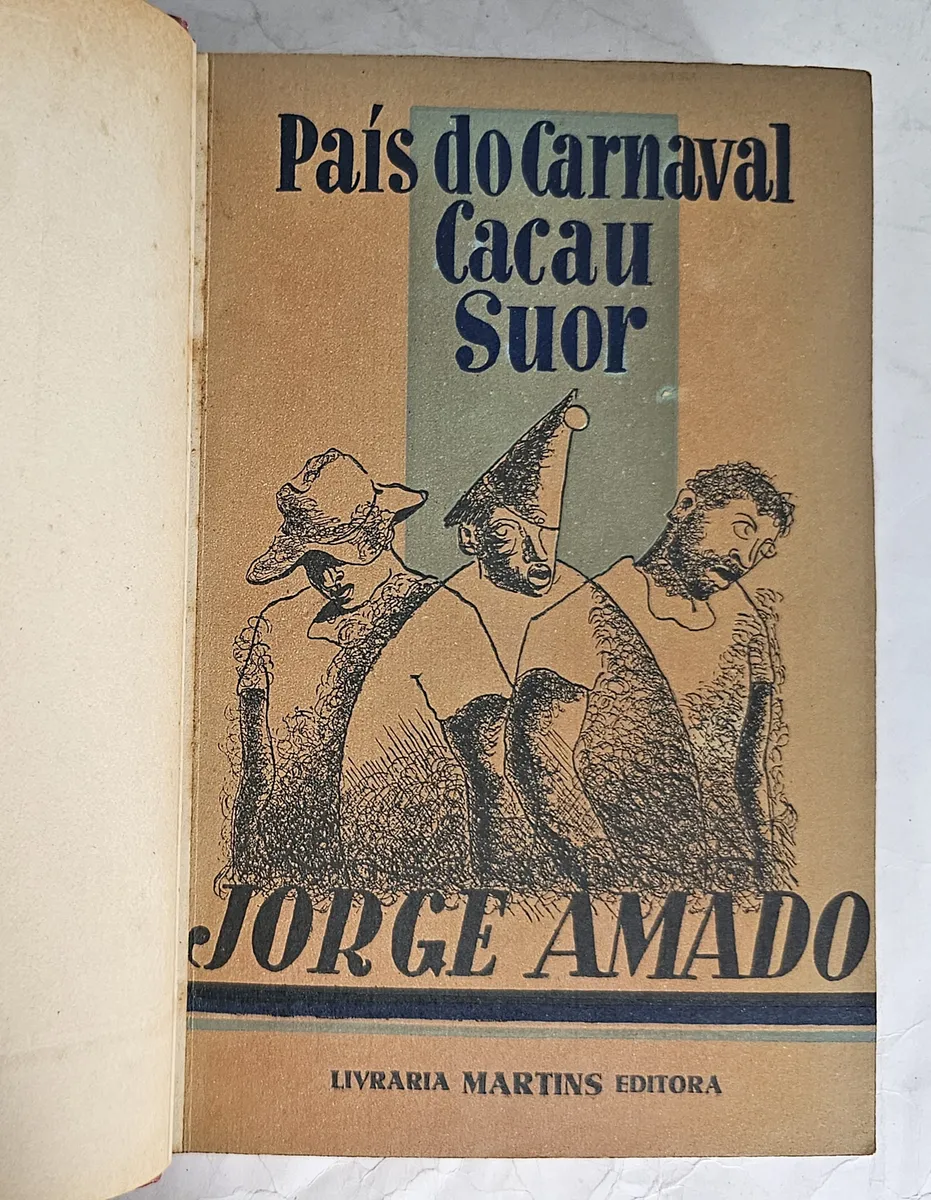 País do Carnaval
Cacau
Suor
JORGE AMADO
LIVRARIA MARTINS EDITORA